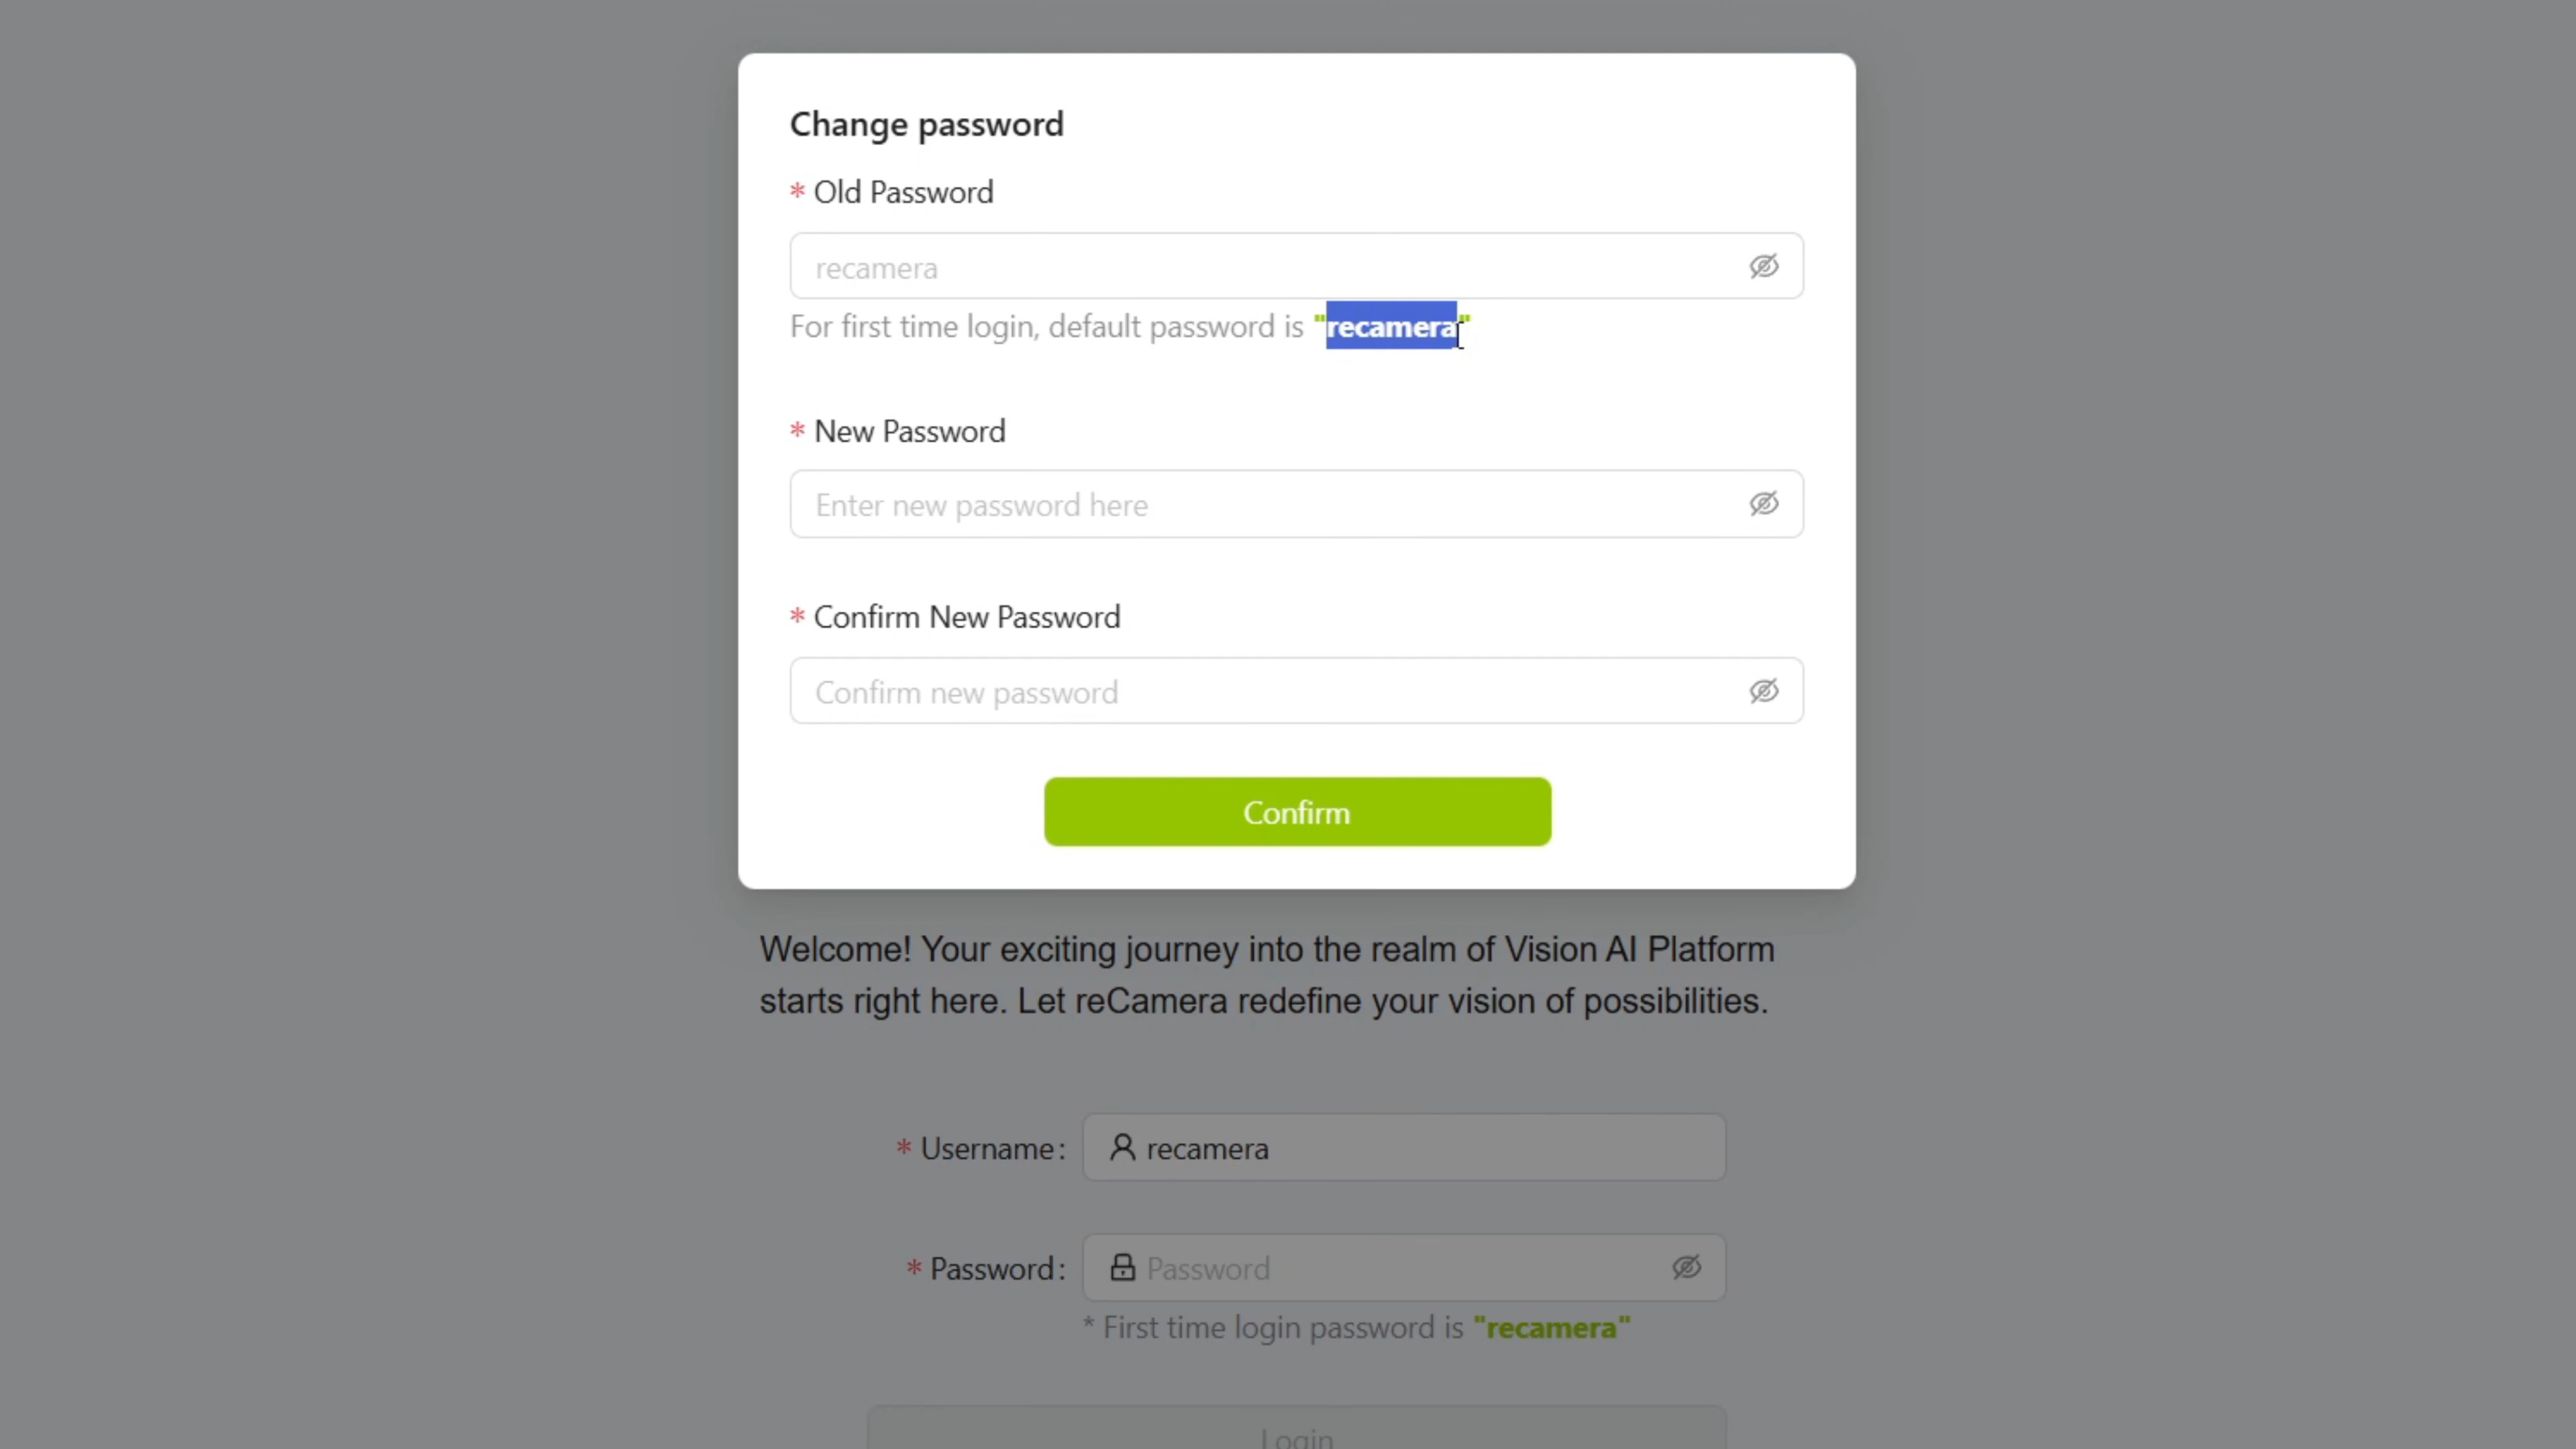 Change password
* Old Password
recamera
For first time login, default password is "recamera"
* New Password
Enter new password here
* Confirm New Password
Confirm new password
Confirm
Welcome! Your exciting journey into the realm of Vision AI Platform
starts right here. Let reCamera redefine your vision of possibilities.
* Username: recamera
* Password: Password
* First time login password is "recamera"
Login